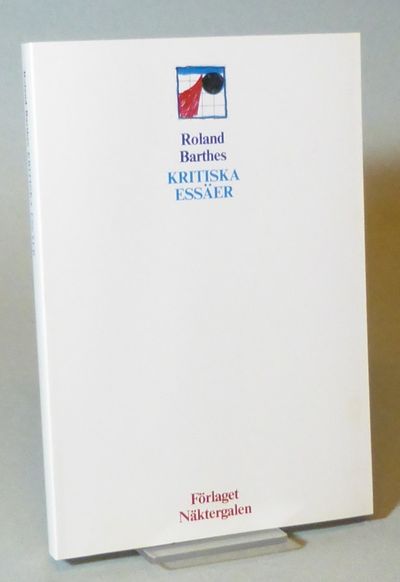 Roland
Barthes
KRITISKA
ESSÄER
Förlaget
Näktergalen